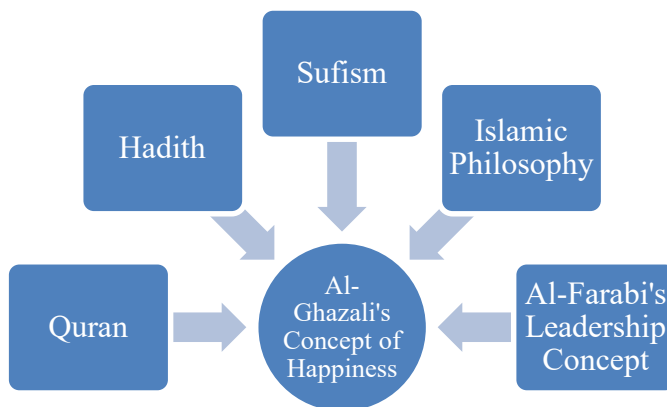 Sufism
Hadith
Islamic
Philosophy
Quran
Al-
Ghazali's
Concept of
Happiness
Al-Farabi's
Leadership
Concept